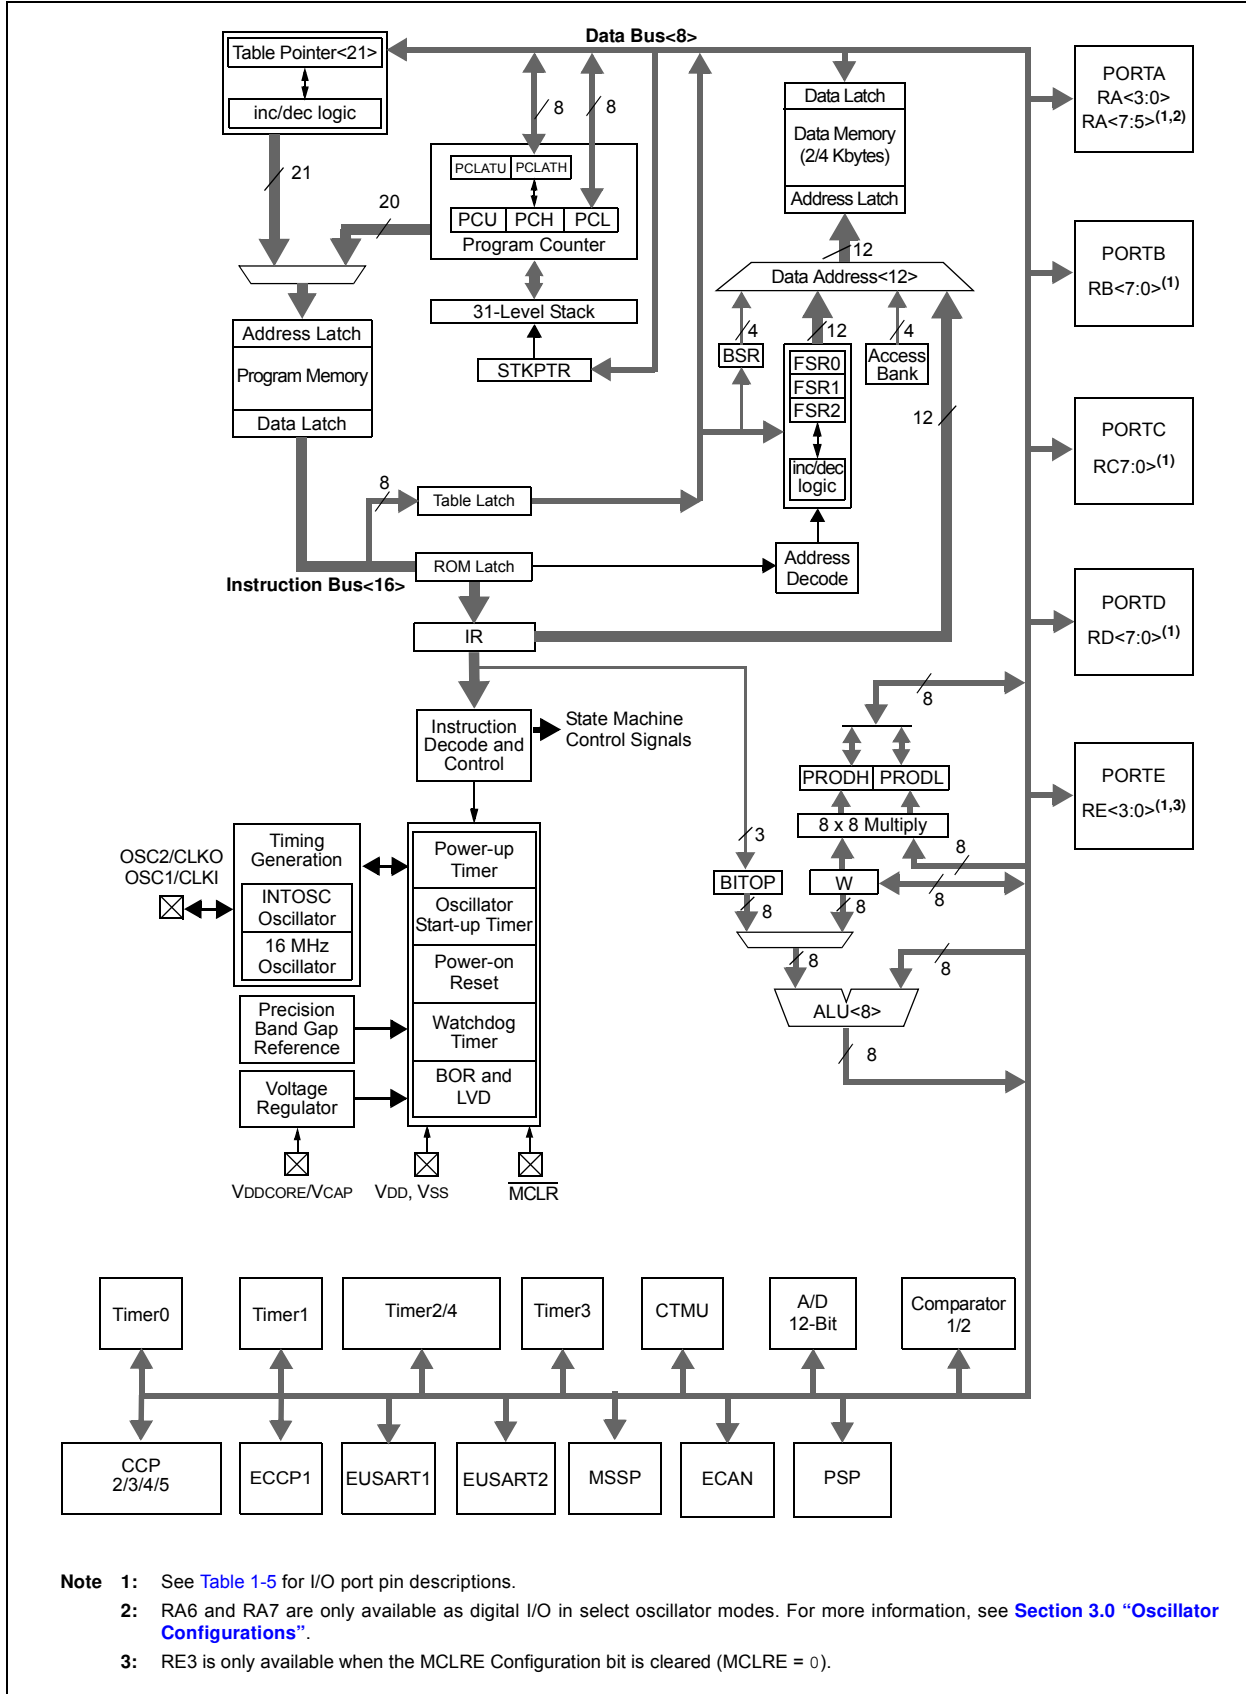 Data Bus<8>
Table Pointer<21>
inc/dec logic
21
20
8
8
PCLATU PCLATH
PCU PCH PCL
Program Counter
31-Level Stack
STKPTR
Data Latch
Data Memory
(2/4 Kbytes)
Address Latch
12
Data Address<12>
4
12
4
BSR
FSR0
FSR1
FSR2
inc/dec
logic
Access
Bank
12
Address Latch
Program Memory
Data Latch
8
Table Latch
ROM Latch
Instruction Bus<16>
Address
Decode
IR
Instruction
Decode and
Control
State Machine
Control Signals
8
PRODH PRODL
8 x 8 Multiply
3
8
BITOP
W
8
8
8
8
8
ALU<8>
8
OSC2/CLKO
OSC1/CLKI
Timing
Generation
INTOSC
Oscillator
16 MHz
Oscillator
Power-up
Timer
Oscillator
Start-up Timer
Power-on
Reset
Watchdog
Timer
BOR and
LVD
Precision
Band Gap
Reference
Voltage
Regulator
VDDCORE/VCAP
VDD, VSS
MCLR
PORTA
RA<3:0>
RA<7:5>(1,2)
PORTB
RB<7:0>(1)
PORTC
RC7:0>(1)
PORTD
RD<7:0>(1)
PORTE
RE<3:0>(1,3)
Timer0
Timer1
Timer2/4
Timer3
CTMU
A/D
12-Bit
Comparator
1/2
CCP
2/3/4/5
ECCP1
EUSART1
EUSART2
MSSP
ECAN
PSP
Note 1: See Table 1-5 for I/O port pin descriptions.
2: RA6 and RA7 are only available as digital I/O in select oscillator modes. For more information, see Section 3.0 “Oscillator
Configurations”.
3: RE3 is only available when the MCLRE Configuration bit is cleared (MCLRE = 0).